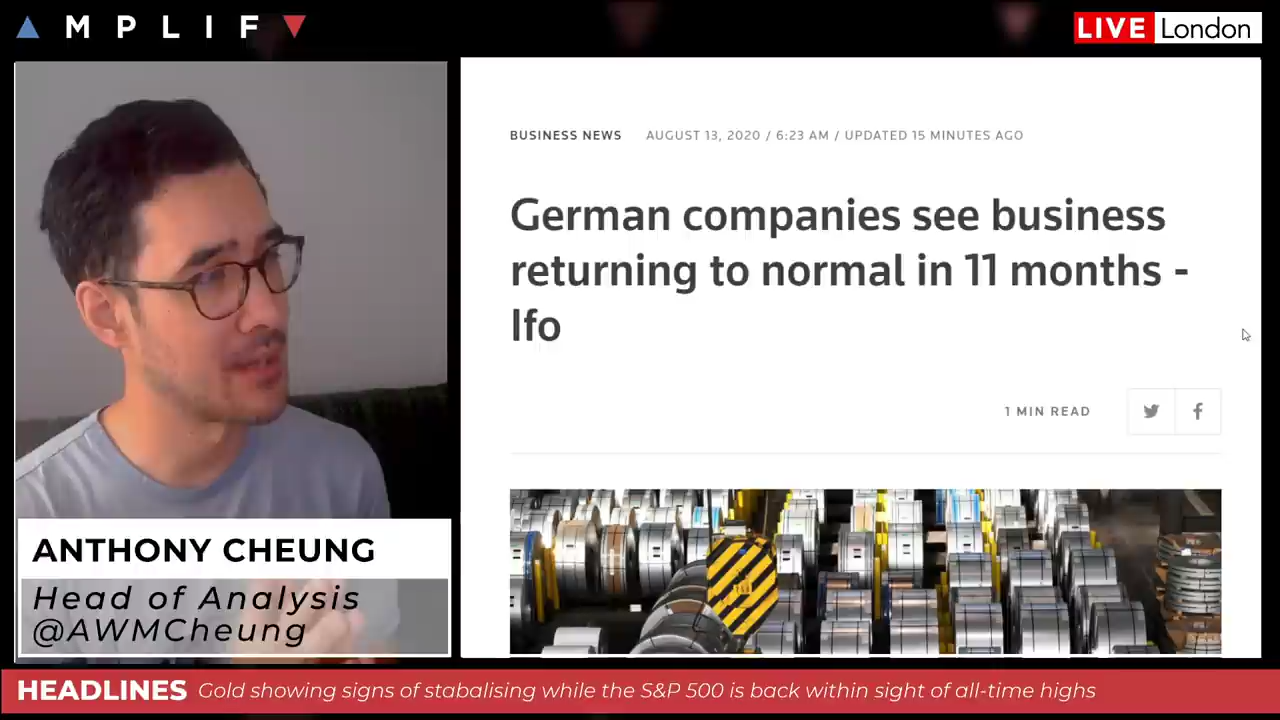 ▲ M P L I F ▼
LIVE London
BUSINESS NEWS AUGUST 13, 2020 / 6:23 AM / UPDATED 15 MINUTES AGO
German companies see business
returning to normal in 11 months -
Ifo
1 MIN READ
ANTHONY CHEUNG
Head of Analysis
@AWMCheung
HEADLINES Gold showing signs of stabalising while the S&P 500 is back within sight of all-time highs